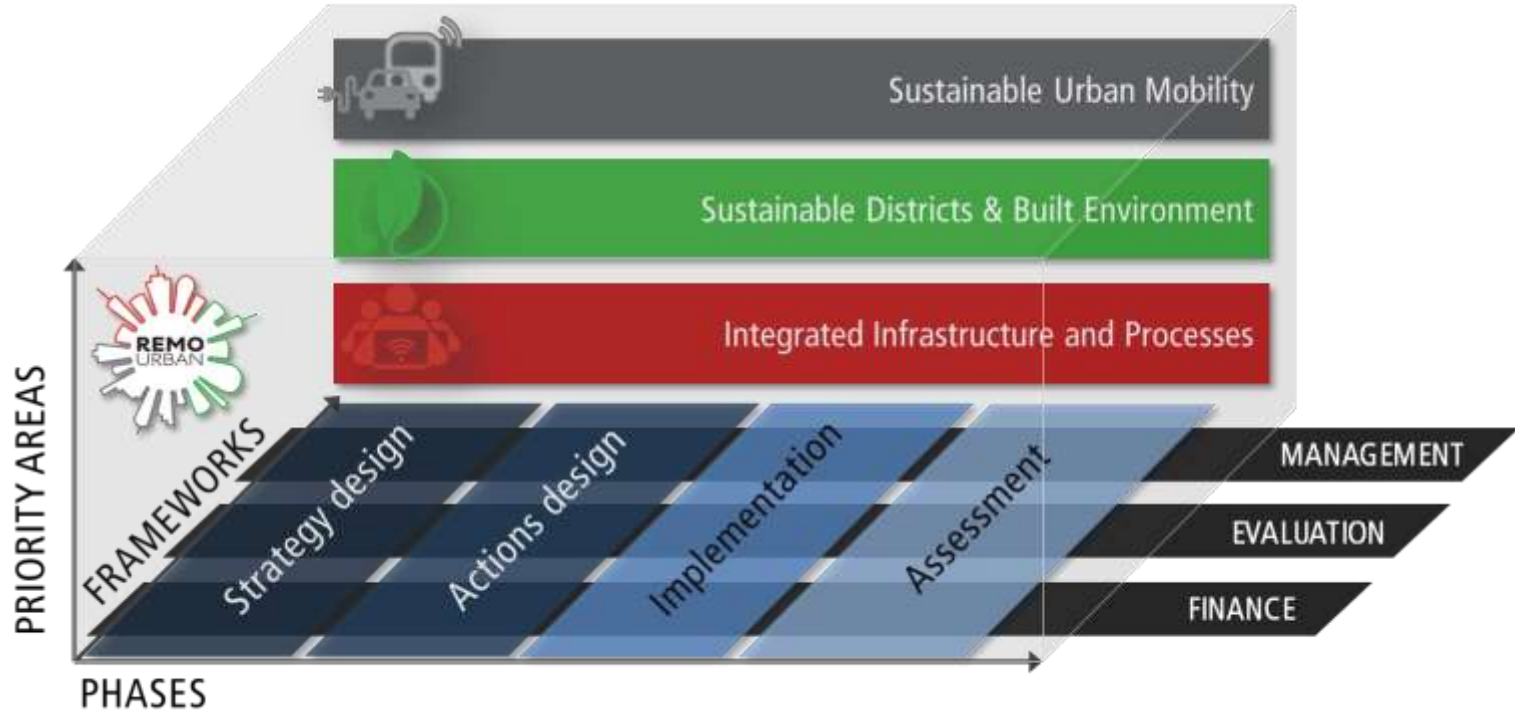 Sustainable Urban Mobility
Sustainable Districts & Built Environment
Integrated Infrastructure and Processes
REMO
URBAN
PRIORITY AREAS
FRAMEWORKS
Strategy design
Actions design
Implementation
Assessment
MANAGEMENT
EVALUATION
FINANCE
PHASES